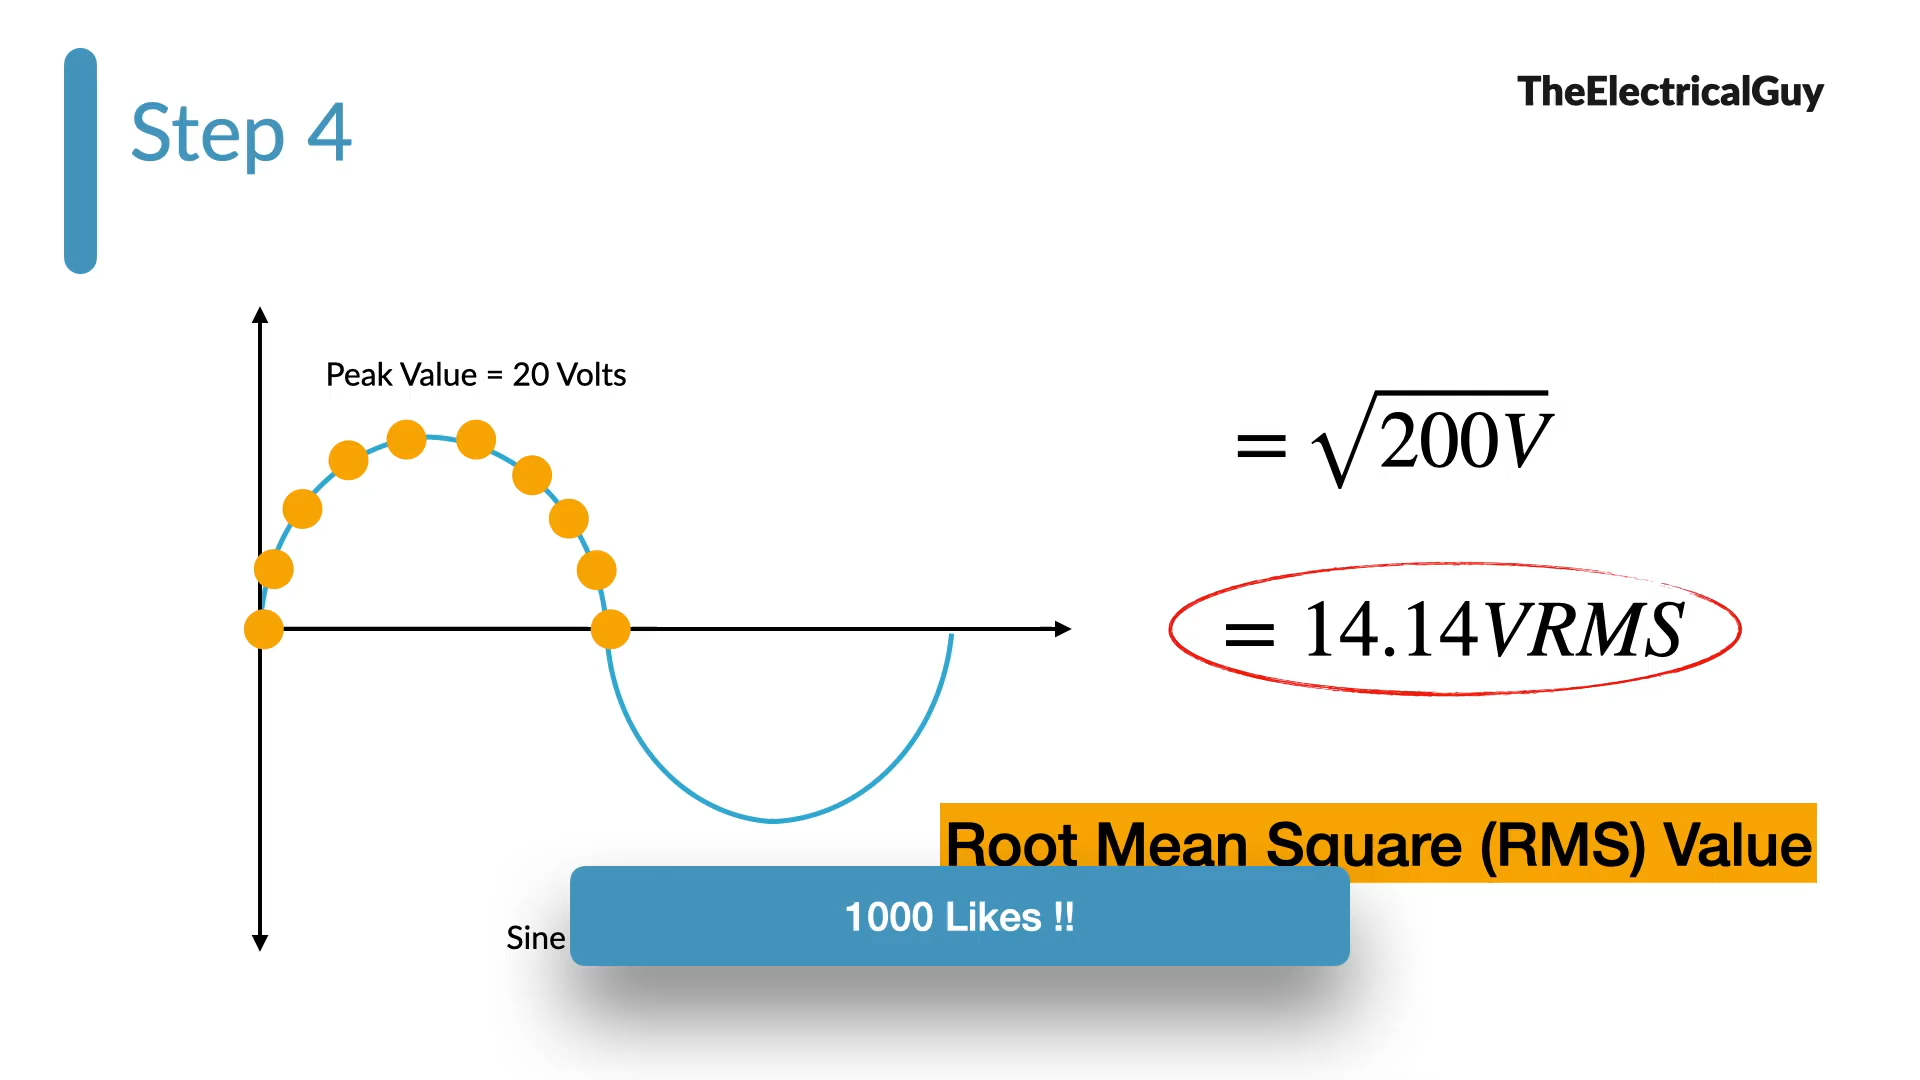 Step 4
TheElectricalGuy
Peak Value = 20 Volts
= √200V
= 14.14VRMS
Root Mean Square (RMS) Value
1000 Likes !!
Sine